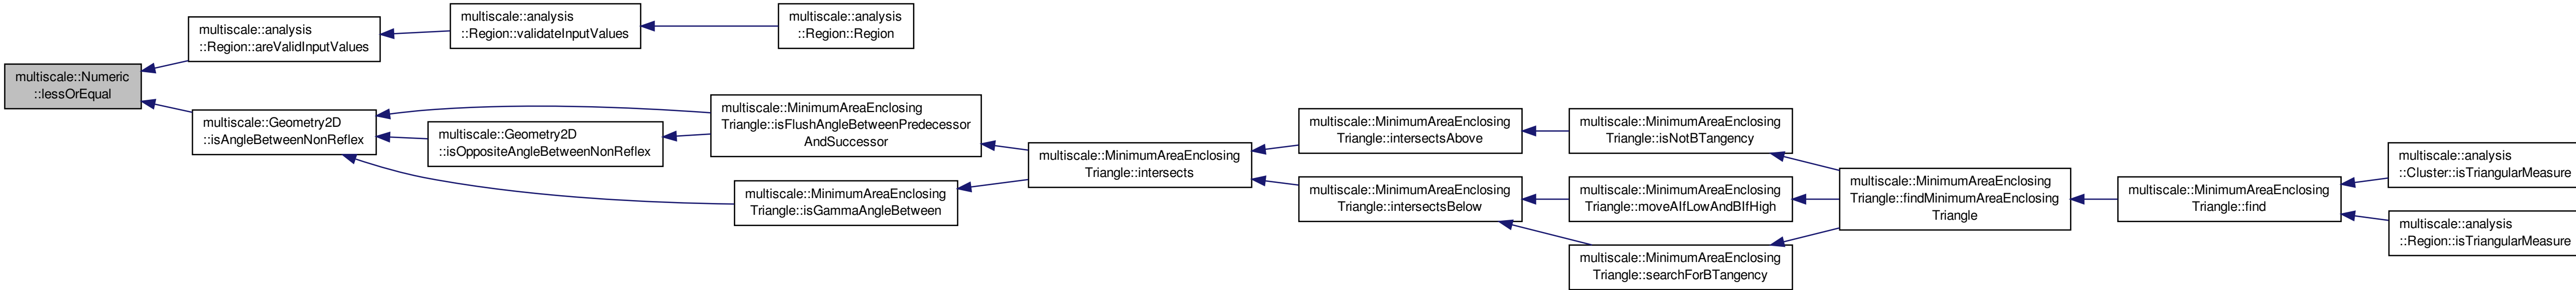 multiscale::Numeric
::lessOrEqual
multiscale::analysis
::Region::areValidInputValues
multiscale::analysis
::Region::validateInputValues
multiscale::analysis
::Region::Region
multiscale::Geometry2D
::isAngleBetweenNonReflex
multiscale::Geometry2D
::isOppositeAngleBetweenNonReflex
multiscale::MinimumAreaEnclosing
Triangle::isFlushAngleBetweenPredecessor
AndSuccessor
multiscale::MinimumAreaEnclosing
Triangle::isGammaAngleBetween
multiscale::MinimumAreaEnclosing
Triangle::intersects
multiscale::MinimumAreaEnclosing
Triangle::intersectsAbove
multiscale::MinimumAreaEnclosing
Triangle::intersectsBelow
multiscale::MinimumAreaEnclosing
Triangle::isNotBTangency
multiscale::MinimumAreaEnclosing
Triangle::moveAIfLowAndBIfHigh
multiscale::MinimumAreaEnclosing
Triangle::searchForBTangency
multiscale::MinimumAreaEnclosing
Triangle::findMinimumAreaEnclosing
Triangle
multiscale::MinimumAreaEnclosing
Triangle::find
multiscale::analysis
::Cluster::isTriangularMeasure
multiscale::analysis
::Region::isTriangularMeasure